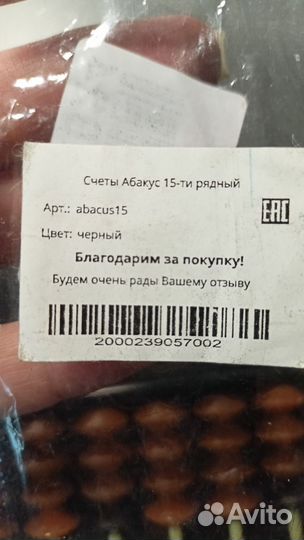 Счеты Абакус 15-ти рядный
Арт.: abacus15
EAC
Цвет: черный
Благодарим за покупку!
Будем очень рады Вашему отзыву
2000239057002
Avito